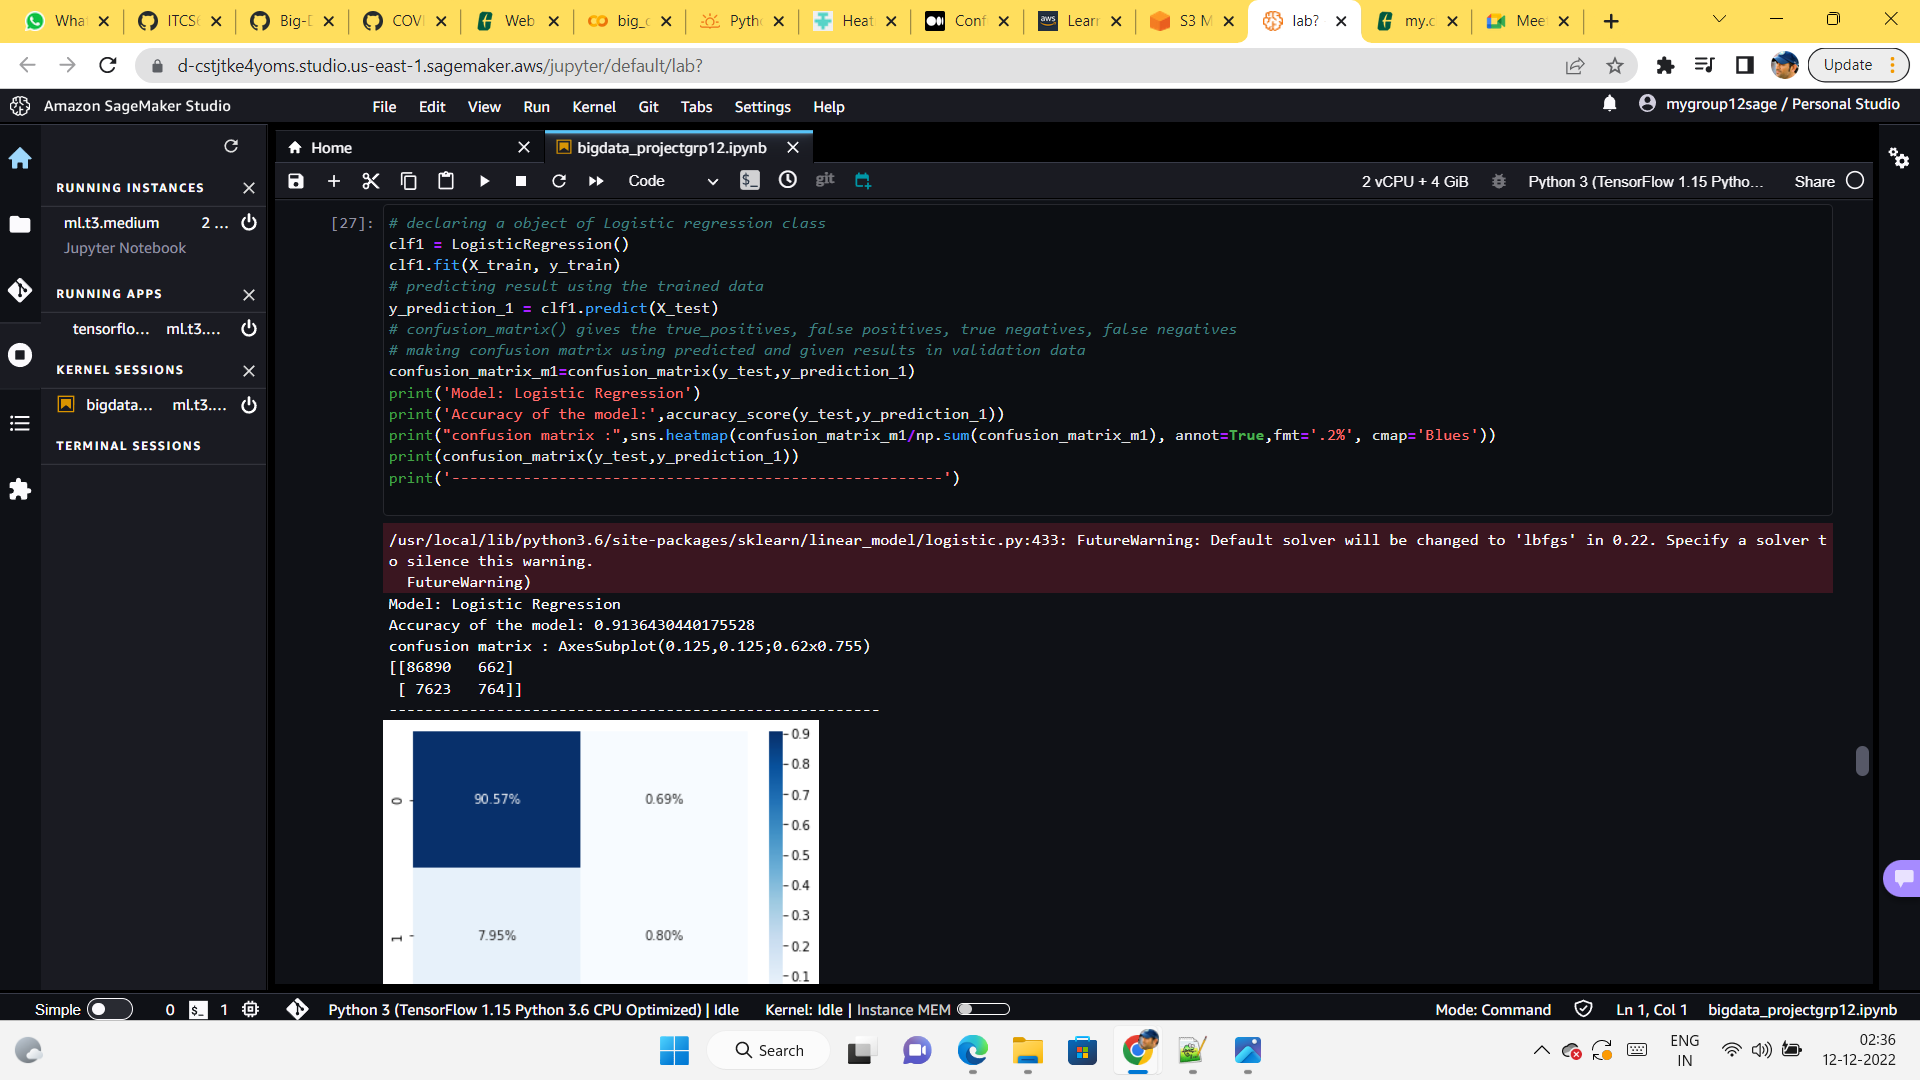 What
ITCS
Big-D
COVI
Web
big_c
Pytho
Heat
Conf
Lear
S3 M
lab?
my.c
Meet
d-cstjtke4yoms.studio.us-east-1.sagemaker.aws/jupyter/default/lab?
Update
Amazon SageMaker Studio
File Edit View Run Kernel Git Tabs Settings Help
mygroup12sage / Personal Studio
Home
bigdata_projectgrp12.ipynb
Code
git
2 vCPU + 4 GiB
Python 3 (TensorFlow 1.15 Pytho...
Share
RUNNING INSTANCES
ml.t3.medium 2 ...
Jupyter Notebook
RUNNING APPS
tensorflo... ml.t3....
KERNEL SESSIONS
bigdata... ml.t3....
TERMINAL SESSIONS
[27]:
# declaring a object of Logistic regression class
clf1 = LogisticRegression()
clf1.fit(X_train, y_train)
# predicting result using the trained data
y_prediction_1 = clf1.predict(X_test)
# confusion_matrix() gives the true_positives, false positives, true negatives, false negatives
# making confusion matrix using predicted and given results in validation data
confusion_matrix_m1=confusion_matrix(y_test,y_prediction_1)
print('Model: Logistic Regression')
print('Accuracy of the model:',accuracy_score(y_test,y_prediction_1))
print("confusion matrix :",sns.heatmap(confusion_matrix_m1/np.sum(confusion_matrix_m1), annot=True,fmt='.2%', cmap='Blues'))
print(confusion_matrix(y_test,y_prediction_1))
print('-------------------------------------------------------')
/usr/local/lib/python3.6/site-packages/sklearn/linear_model/logistic.py:433: FutureWarning: Default solver will be changed to 'lbfgs' in 0.22. Specify a solver t
o silence this warning.
FutureWarning)
Model: Logistic Regression
Accuracy of the model: 0.9136430440175528
confusion matrix : AxesSubplot(0.125,0.125;0.62x0.755)
[[86890   662]
[ 7623   764]]
-------------------------------------------------------
0
90.57%
0.69%
1
7.95%
0.80%
0.9
0.8
0.7
0.6
0.5
0.4
0.3
0.2
0.1
Simple
0
1
Python 3 (TensorFlow 1.15 Python 3.6 CPU Optimized) | Idle
Kernel: Idle | Instance MEM
Mode: Command
Ln 1, Col 1
bigdata_projectgrp12.ipynb
Search
ENG
IN
02:36
12-12-2022